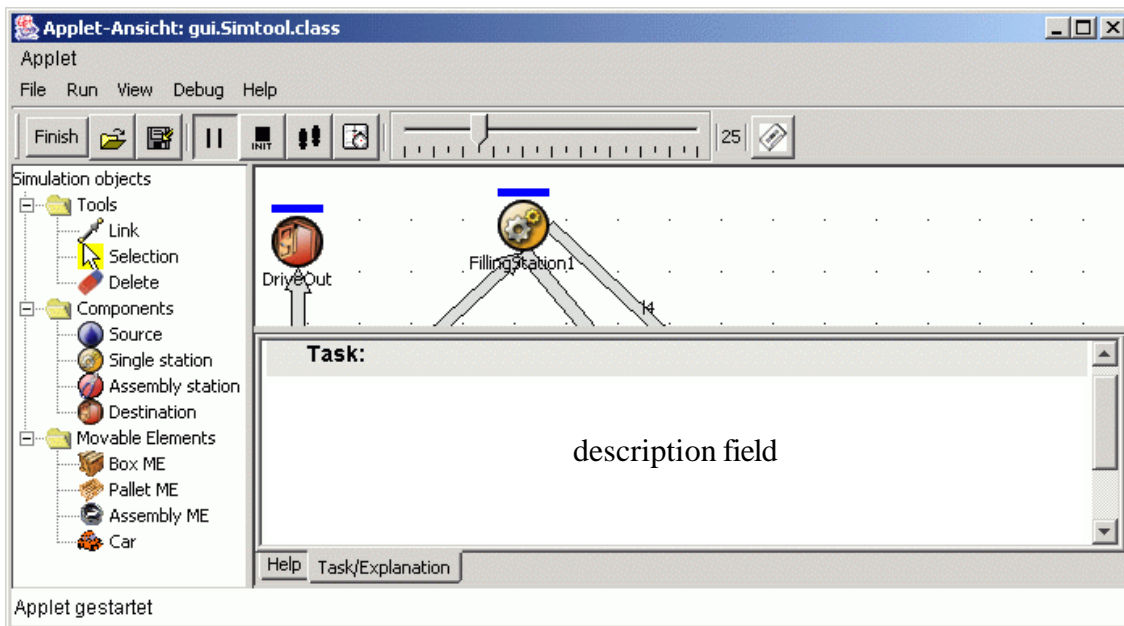 Applet-Ansicht: gui.Simtool.class
Applet
File Run View Debug Help
Finish INIT 25
Simulation objects
Tools
Link
Selection
Delete
Components
Source
Single station
Assembly station
Destination
Movable Elements
Box ME
Pallet ME
Assembly ME
Car
DriveOut
FillingStation1
l4
Task:
description field
Help Task/Explanation
Applet gestartet